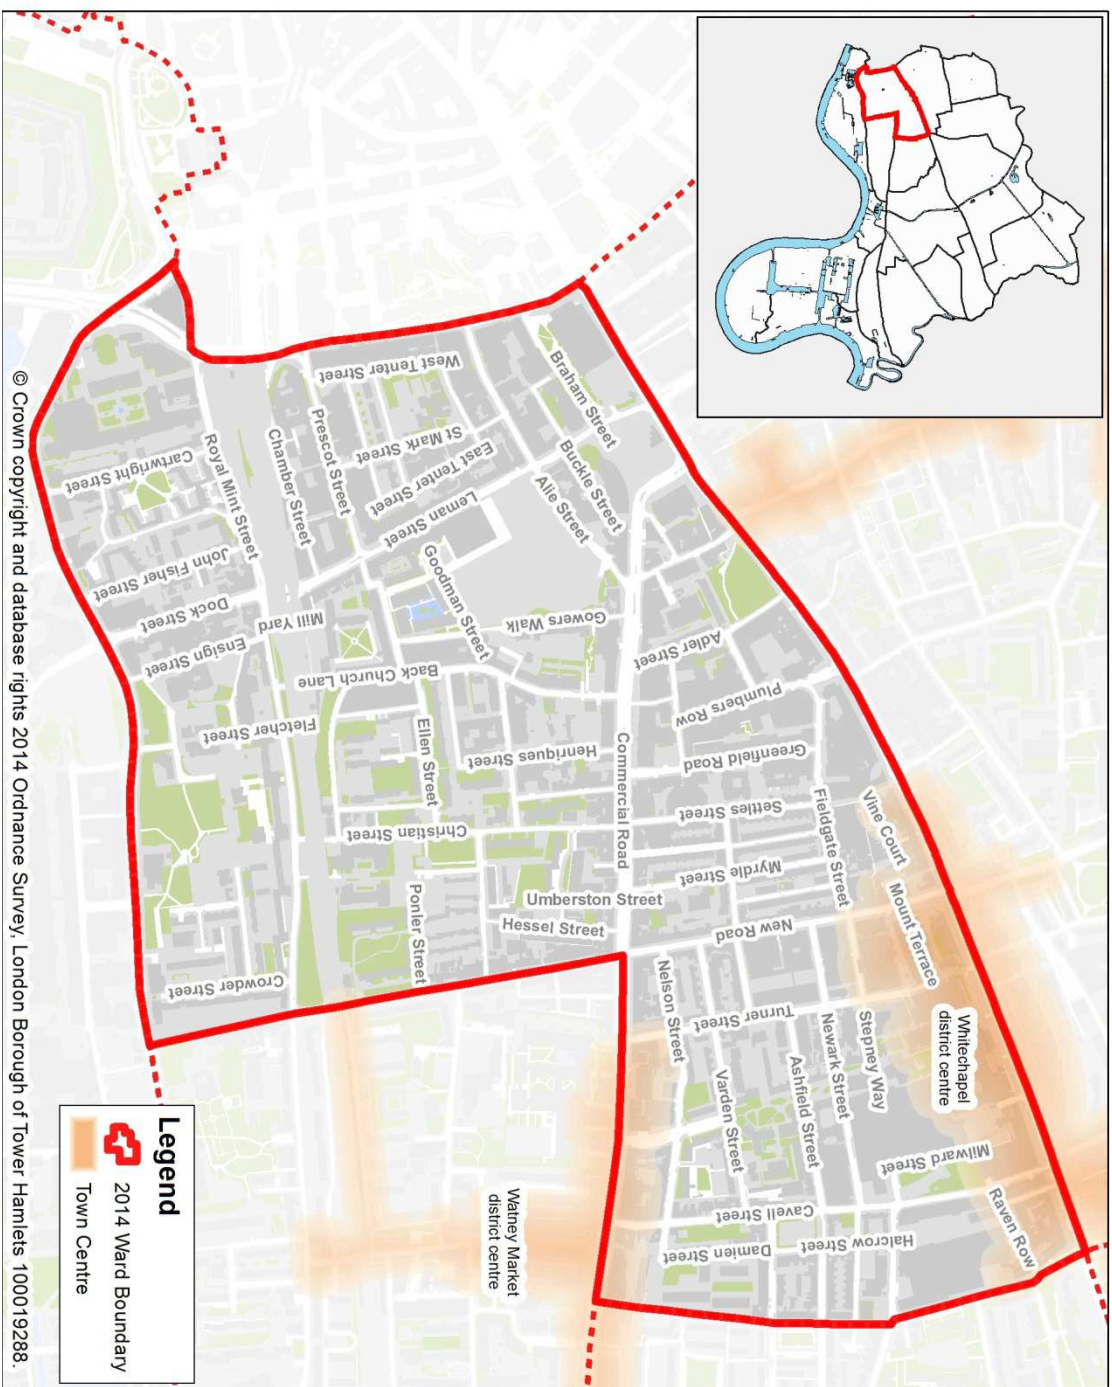 West Tenter Street
Braham Street
St Mark Street
Buckle Street
East Tenter Street
Alie Street
Prescot Street
Chamber Street
Leman Street
Royal Mint Street
Cartwright Street
Goodman Street
Gowers Walk
Adler Street
John Fisher Street
Dock Street
Mill Yard
Ensign Street
Back Church Lane
Plumbers Row
Fletcher Street
Ellen Street
Henriques Street
Commercial Road
Greenfield Road
Fieldgate Street
Vine Court
Settles Street
Christian Street
Myrdle Street
Umberston Street
Hessel Street
Ponler Street
New Road
Mount Terrace
Crowder Street
Nelson Street
Turner Street
Newark Street
Stepney Way
Whitechapel
district centre
Varden Street
Ashfield Street
Milward Street
Cavell Street
Raven Row
Damien Street
Halcrow Street
Watney Market
district centre
Legend
2014 Ward Boundary
Town Centre
© Crown copyright and database rights 2014 Ordnance Survey, London Borough of Tower Hamlets 100019288.